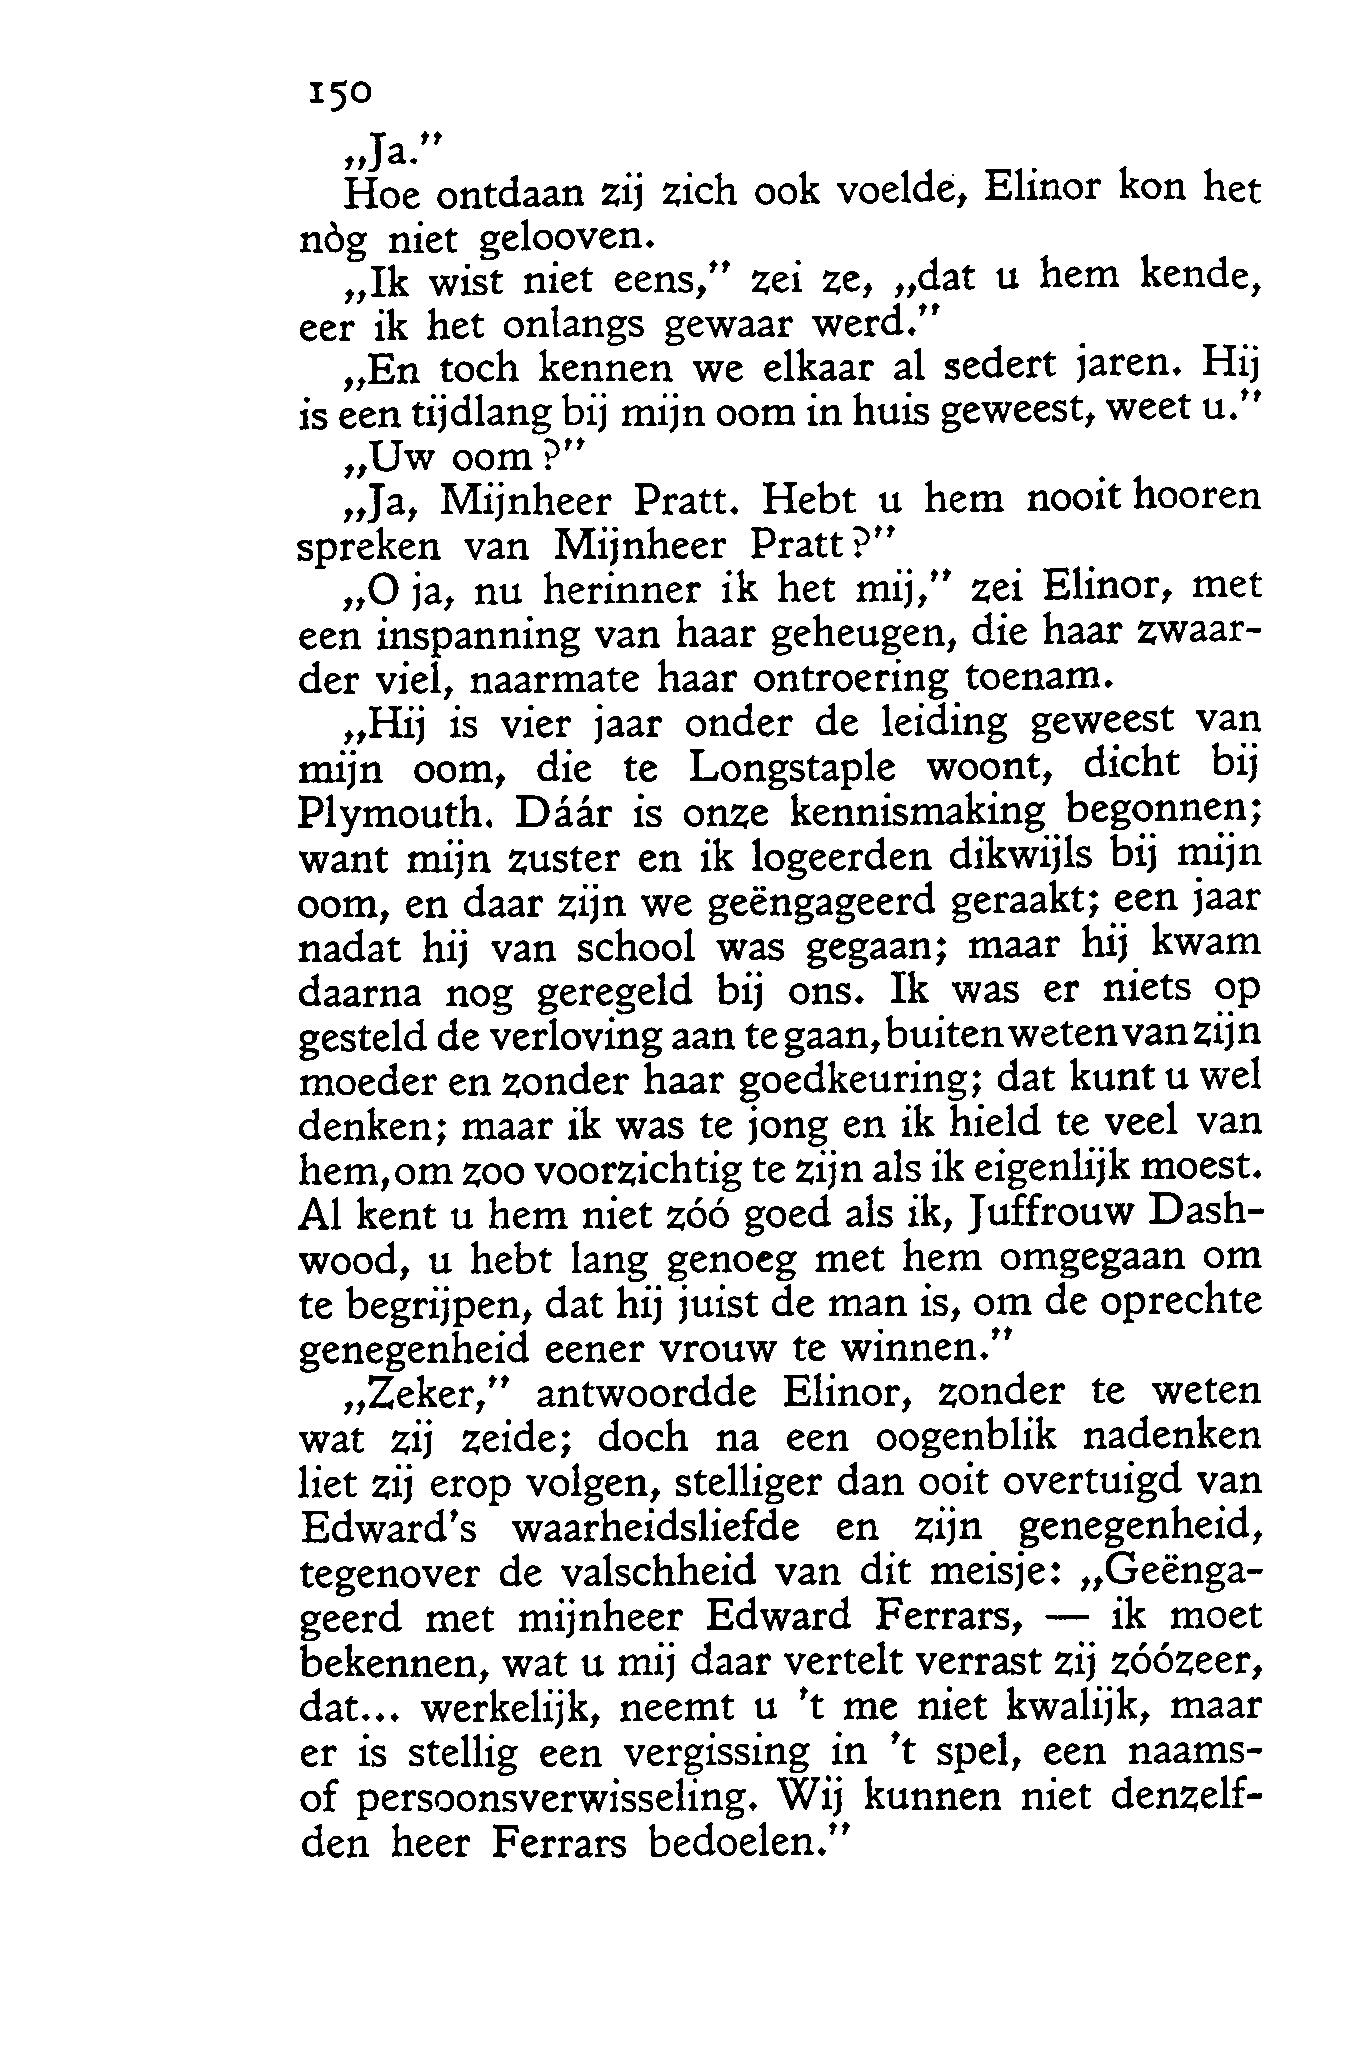 150
„Ja.”
Hoe ontdaan zij zich ook voelde, Elinor kon het
nòg niet gelooven.
„Ik wist niet eens,” zei ze, „dat u hem kende,
eer ik het onlangs gewaar werd.”
„En toch kennen we elkaar al sedert jaren. Hij
is een tijdlang bij mijn oom in huis geweest, weet u.”
„Uw oom?”
„Ja, Mijnheer Pratt. Hebt u hem nooit hooren
spreken van Mijnheer Pratt?”
„O ja, nu herinner ik het mij,” zei Elinor, met
een inspanning van haar geheugen, die haar zwaar-
der viel, naarmate haar ontroering toenam.
„Hij is vier jaar onder de leiding geweest van
mijn oom, die te Longstaple woont, dicht bij
Plymouth. Dáár is onze kennismaking begonnen;
want mijn zuster en ik logeerden dikwijls bij mijn
oom, en daar zijn we geëngageerd geraakt; een jaar
nadat hij van school was gegaan; maar hij kwam
daarna nog geregeld bij ons. Ik was er niets op
gesteld de verloving aan te gaan, buiten weten van zijn
moeder en zonder haar goedkeuring; dat kunt u wel
denken; maar ik was te jong en ik hield te veel van
hem, om zoo voorzichtig te zijn als ik eigenlijk moest.
Al kent u hem niet zóó goed als ik, Juffrouw Dash-
wood, u hebt lang genoeg met hem omgegaan om
te begrijpen, dat hij juist de man is, om de oprechte
genegenheid eener vrouw te winnen.”
„Zeker,” antwoordde Elinor, zonder te weten
wat zij zeide; doch na een oogenblik nadenken
liet zij erop volgen, stelliger dan ooit overtuigd van
Edward's waarheidsliefde en zijn genegenheid,
tegenover de valschheid van dit meisje: „Geënga-
geerd met mijnheer Edward Ferrars, — ik moet
bekennen, wat u mij daar vertelt verrast zij zóózeer,
dat... werkelijk, neemt u 't me niet kwalijk, maar
er is stellig een vergissing in 't spel, een naams-
of persoonsverwisseling. Wij kunnen niet denzelf-
den heer Ferrars bedoelen.”